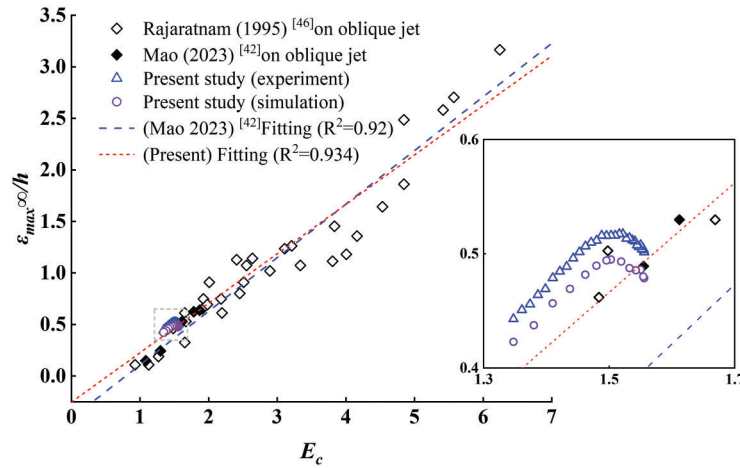 3.5
3.0
2.5
2.0
1.5
1.0
0.5
0.0
εmax∞/h
Rajaratnam (1995) [46]on oblique jet
Mao (2023) [42]on oblique jet
Present study (experiment)
Present study (simulation)
(Mao 2023) [42]Fitting (R²=0.92)
(Present) Fitting (R²=0.934)
0.6
0.5
0.4
1.3 1.5 1.7
0 1 2 3 4 5 6 7
Ec